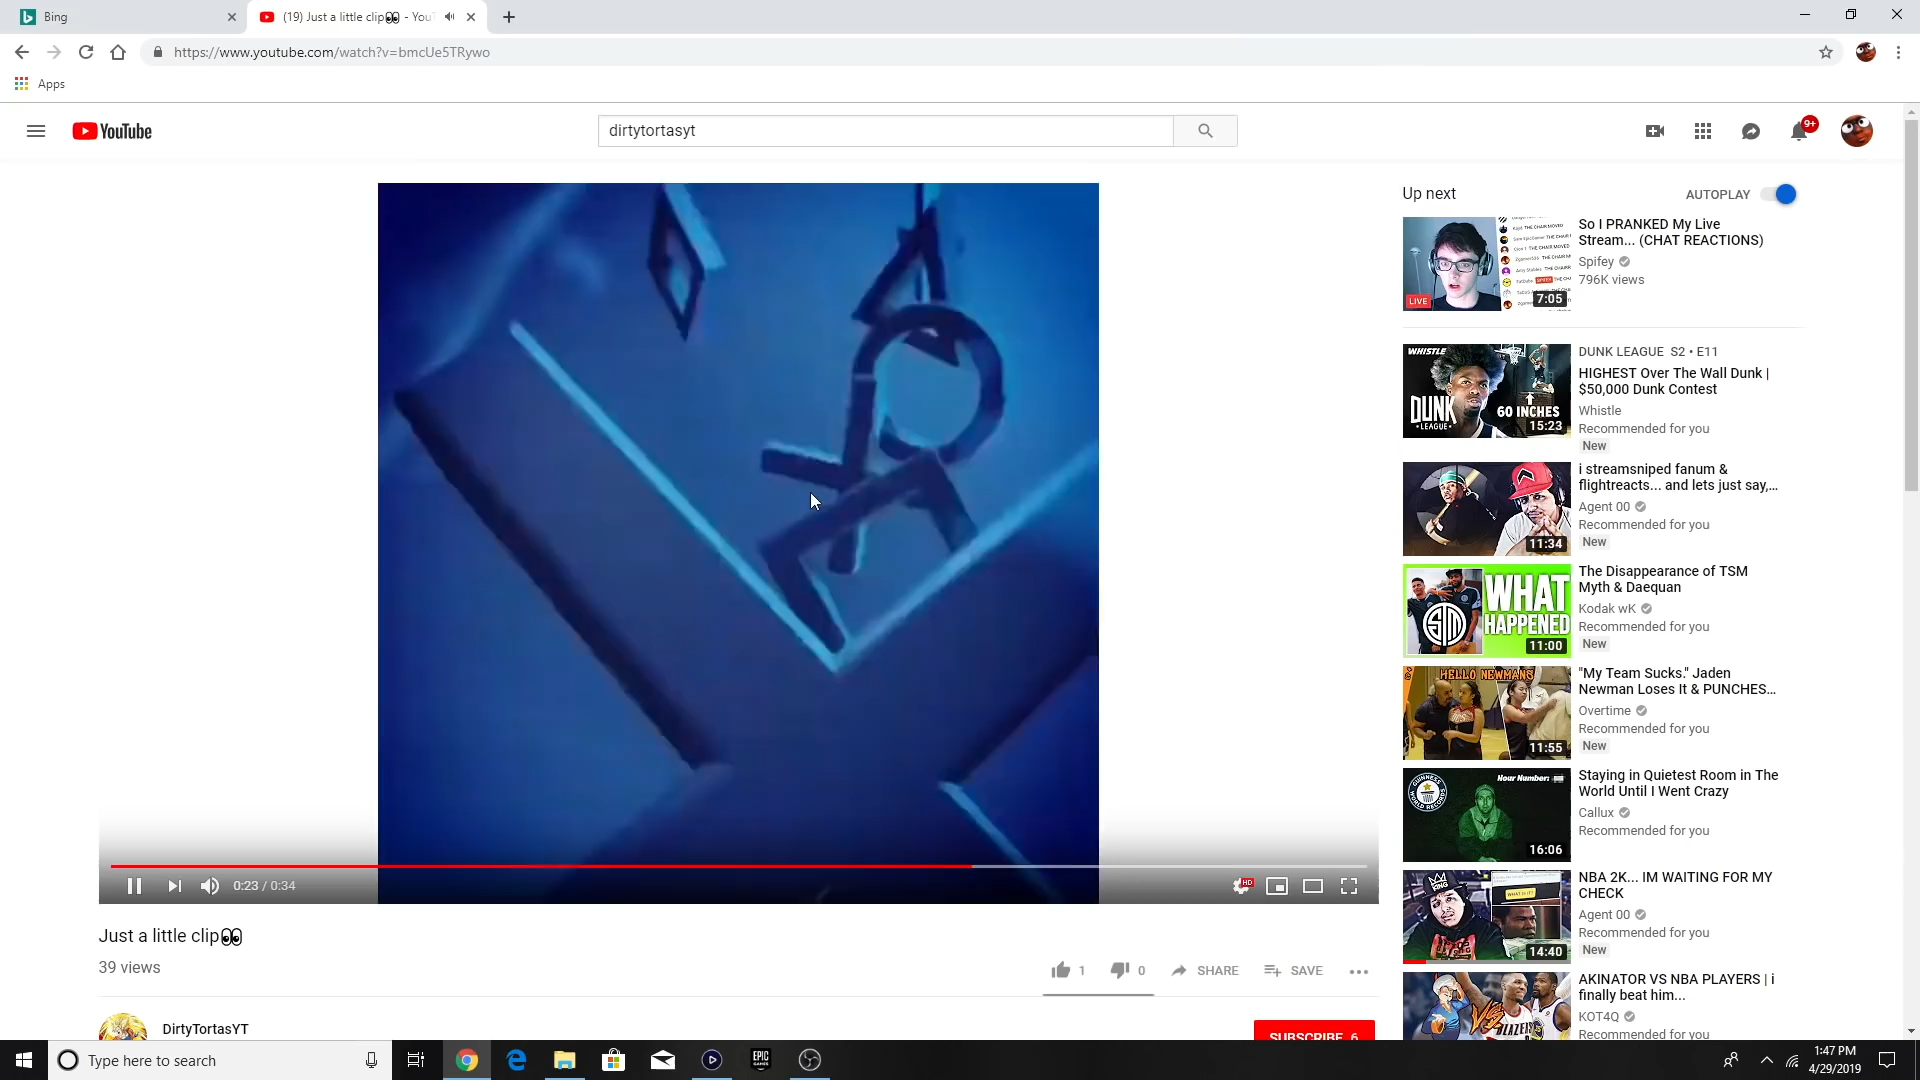 Bing
(19) Just a little clip👀 - YouT
https://www.youtube.com/watch?v=bmcUe5TRywo
Apps
YouTube
dirtytortasyt
9+
Up next
AUTOPLAY
LIVE
7:05
So I PRANKED My Live
Stream... (CHAT REACTIONS)
Spifey
796K views
WHISTLE
DUNK
LEAGUE
60 INCHES
15:23
DUNK LEAGUE S2 • E11
HIGHEST Over The Wall Dunk |
$50,000 Dunk Contest
Whistle
Recommended for you
New
11:34
i streamsniped fanum &
flightreacts... and lets just say,...
Agent 00
Recommended for you
New
WHAT
HAPPENED
11:00
The Disappearance of TSM
Myth & Daequan
Kodak wK
Recommended for you
New
HELLO NEWMANS
11:55
"My Team Sucks." Jaden
Newman Loses It & PUNCHES...
Overtime
Recommended for you
New
Hour Number:
16:06
Staying in Quietest Room in The
World Until I Went Crazy
Callux
Recommended for you
14:40
NBA 2K... IM WAITING FOR MY
CHECK
Agent 00
Recommended for you
New
VS
AKINATOR VS NBA PLAYERS | i
finally beat him...
KOT4Q
Recommended for you
0:23 / 0:34
HD
Just a little clip👀
39 views
1
0
SHARE
SAVE
DirtyTortasYT
SUBSCRIBE 6
Type here to search
EPIC
GAMES
1:47 PM
4/29/2019